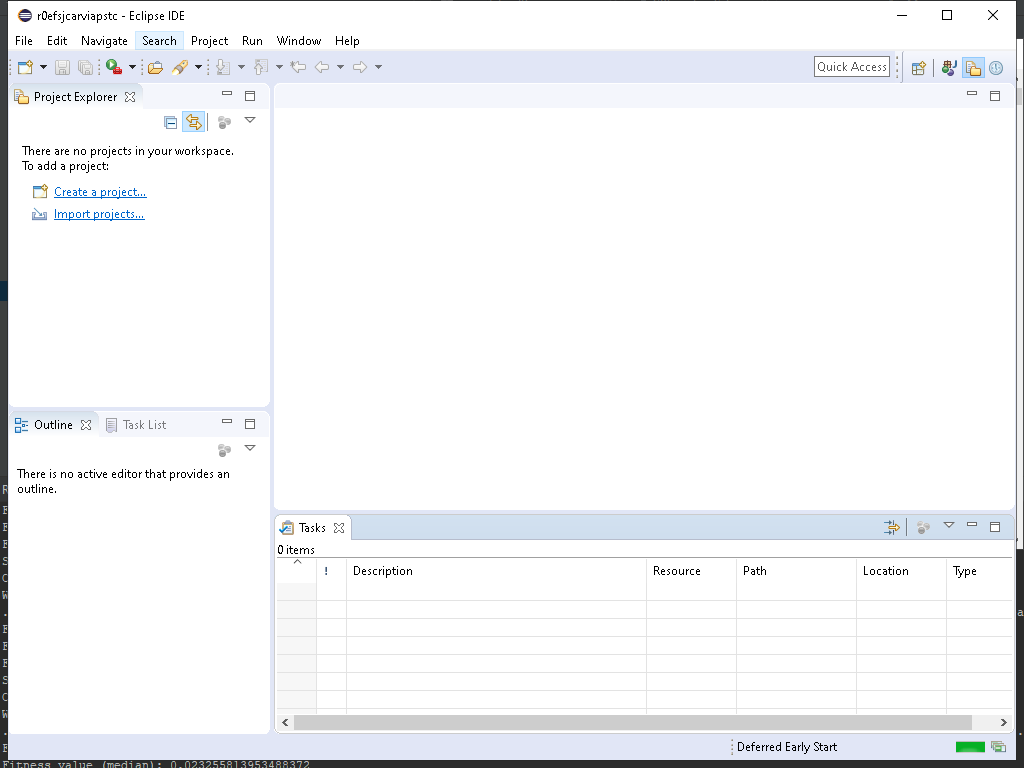 r0efsjcarviapstc - Eclipse IDE
File Edit Navigate Search Project Run Window Help
Quick Access
Project Explorer
There are no projects in your workspace.
To add a project:
Create a project...
Import projects...
Outline Task List
There is no active editor that provides an
outline.
Tasks
0 items
! Description Resource Path Location Type
Deferred Early Start
Fitness value (median): 0.023255813953488372